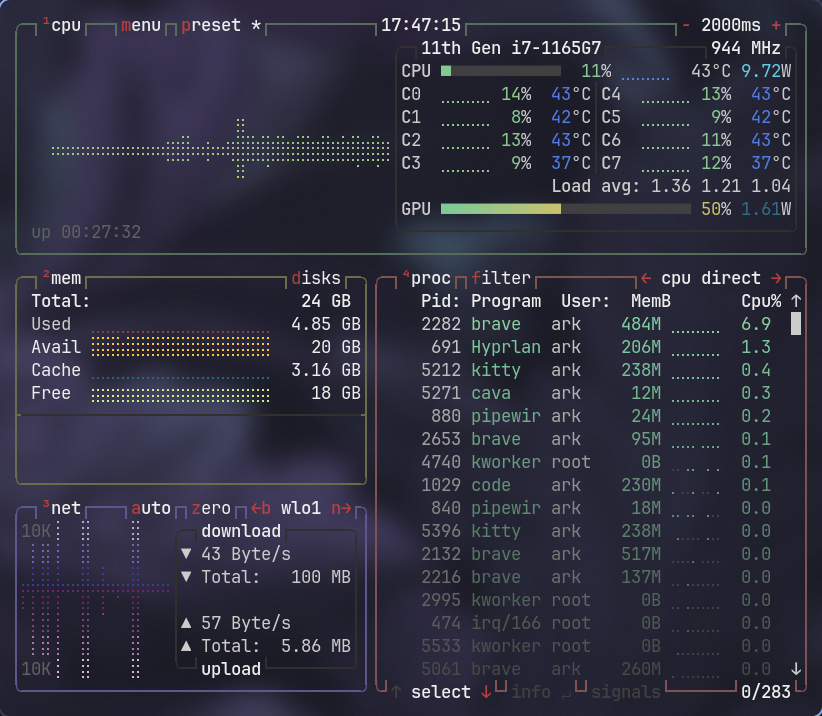 ¹cpu menu preset * 17:47:15 - 2000ms +
11th Gen i7-1165G7 944 MHz
CPU 11% 43°C 9.72W
C0 14% 43°C C4 13% 43°C
C1 8% 42°C C5 9% 42°C
C2 13% 43°C C6 11% 43°C
C3 9% 37°C C7 12% 37°C
Load avg: 1.36 1.21 1.04
GPU 50% 1.61W
up 00:27:32
²mem disks
Total: 24 GB
Used 4.85 GB
Avail 20 GB
Cache 3.16 GB
Free 18 GB
³net auto zero ←b wlo1 n→
10K
download
▼ 43 Byte/s
▼ Total: 100 MB
▲ 57 Byte/s
▲ Total: 5.86 MB
10K
upload
⁴proc filter ← cpu direct →
Pid: Program User: MemB Cpu% ↑
2282 brave ark 484M 6.9
691 Hyprlan ark 206M 1.3
5212 kitty ark 238M 0.4
5271 cava ark 12M 0.3
880 pipewir ark 24M 0.2
2653 brave ark 95M 0.1
4740 kworker root 0B 0.1
1029 code ark 230M 0.1
840 pipewir ark 18M 0.0
5396 kitty ark 238M 0.0
2132 brave ark 517M 0.0
2216 brave ark 137M 0.0
2995 kworker root 0B 0.0
474 irq/166 root 0B 0.0
5533 kworker root 0B 0.0
5061 brave ark 260M 0.0 ↓
↑ select ↓ info ↵ signals 0/283